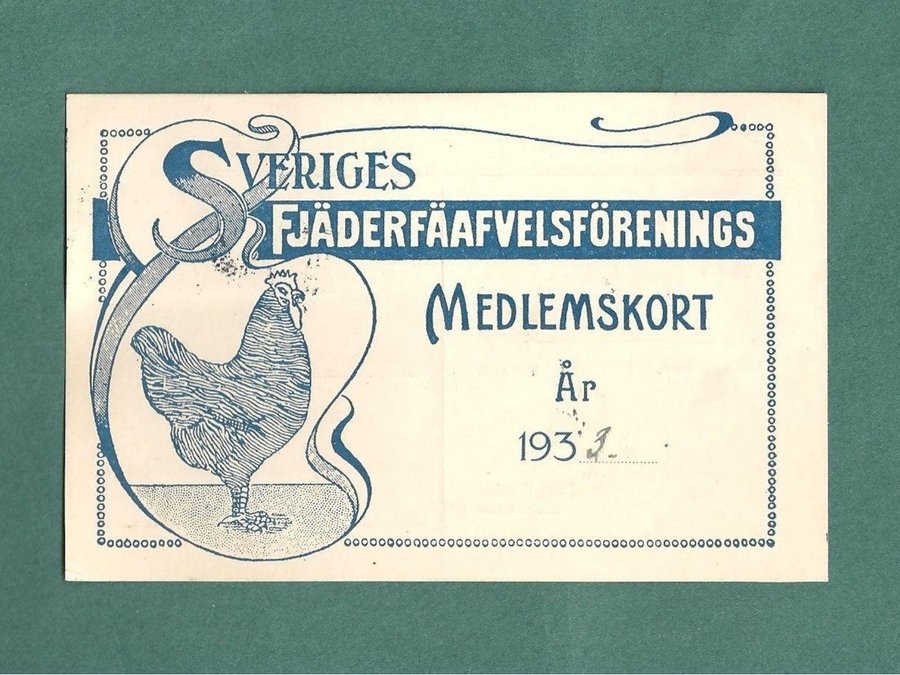 SVERIGES
FJÄDERFÄAFVELSFÖRENINGS
MEDLEMSKORT
År
1933.